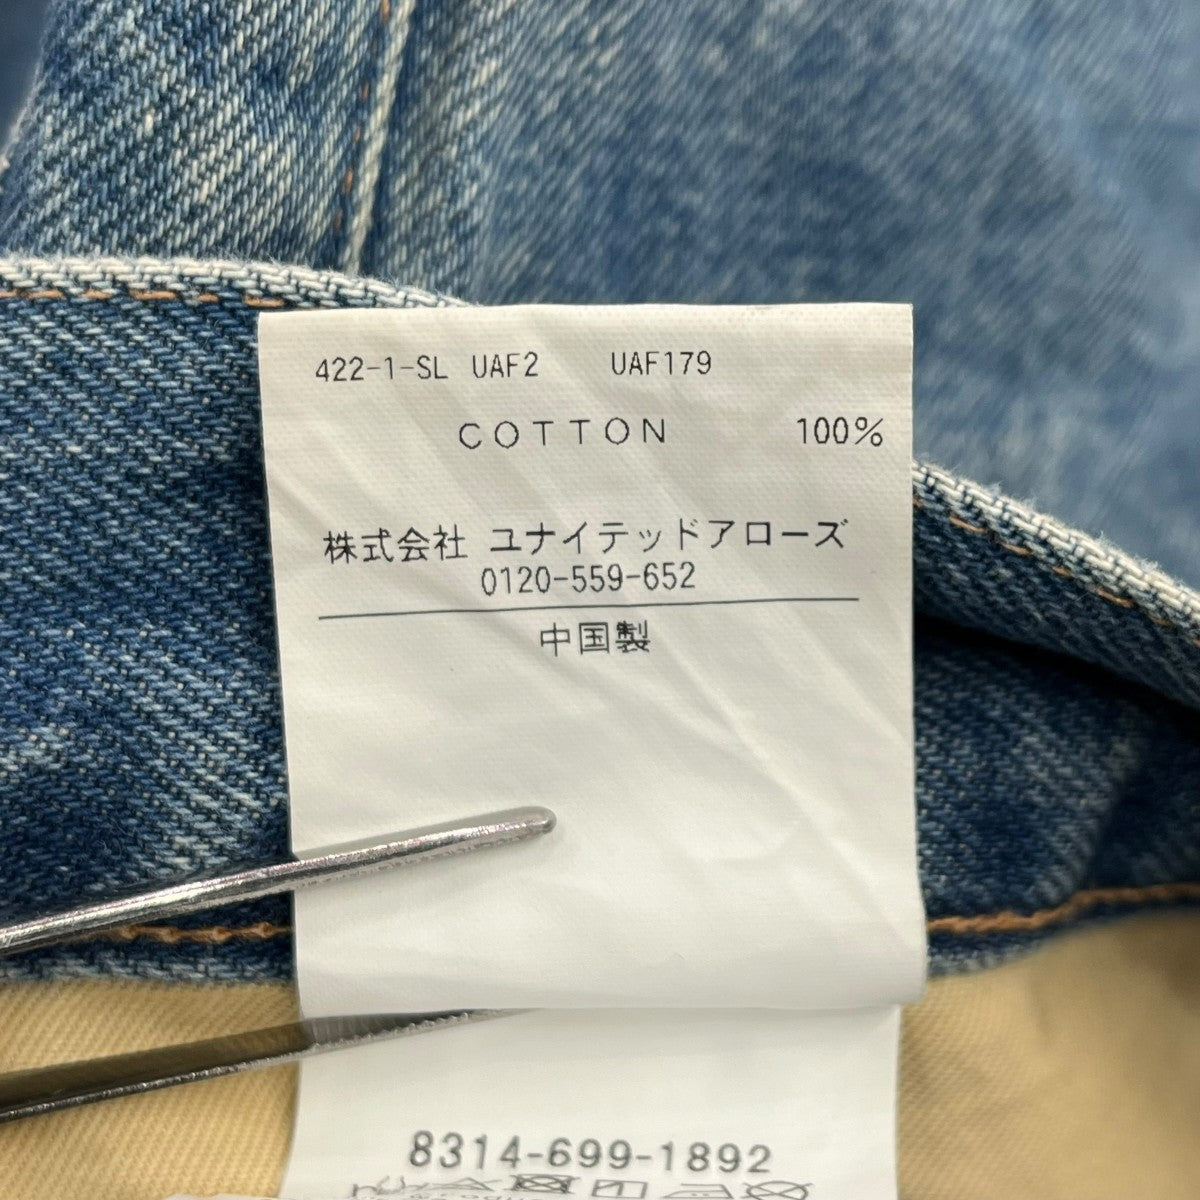 422-1-SL UAF2 UAF179
COTTON 100%
株式会社 ユナイテッドアローズ
0120-559-652
中国製
8314-699-1892